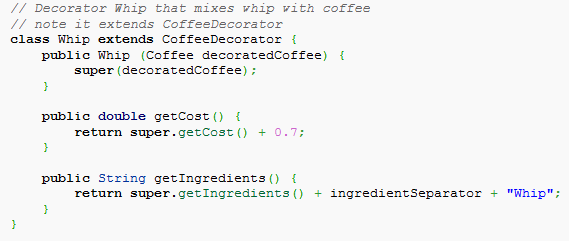 // Decorator Whip that mixes whip with coffee
// note it extends CoffeeDecorator
class Whip extends CoffeeDecorator {
    public Whip (Coffee decoratedCoffee) {
        super(decoratedCoffee);
    }

    public double getCost() {
        return super.getCost() + 0.7;
    }

    public String getIngredients() {
        return super.getIngredients() + ingredientSeparator + "Whip";
    }
}